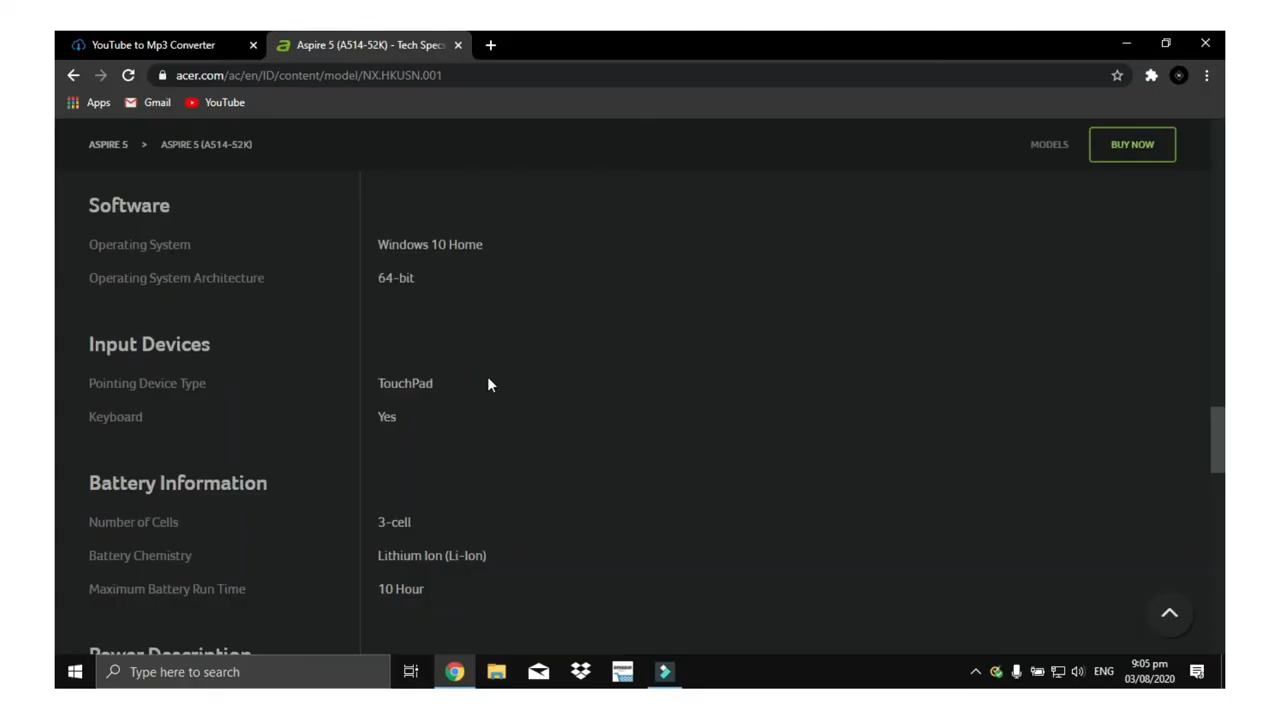 YouTube to Mp3 Converter
Aspire 5 (A514-52K) - Tech Specs
acer.com/ac/en/ID/content/model/NX.HKUSN.001
Apps Gmail YouTube
ASPIRE 5 > ASPIRE 5 (A514-52K) MODELS BUY NOW
Software
Operating System Windows 10 Home
Operating System Architecture 64-bit
Input Devices
Pointing Device Type TouchPad
Keyboard Yes
Battery Information
Number of Cells 3-cell
Battery Chemistry Lithium Ion (Li-Ion)
Maximum Battery Run Time 10 Hour
Power Description
Type here to search ENG 9:05 pm
03/08/2020